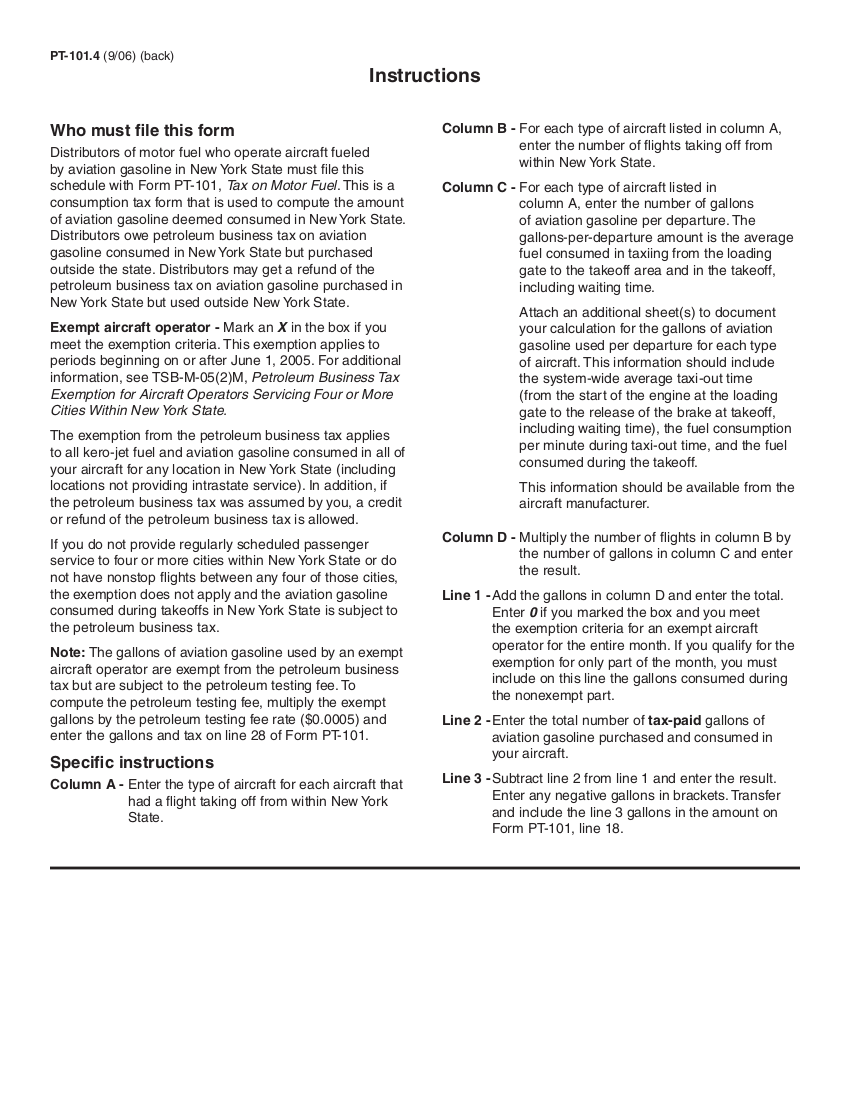 PT-101.4 (9/06) (back)
Instructions
Who must file this form
Distributors of motor fuel who operate aircraft fueled
by aviation gasoline in New York State must file this
schedule with Form PT-101, Tax on Motor Fuel. This is a
consumption tax form that is used to compute the amount
of aviation gasoline deemed consumed in New York State.
Distributors owe petroleum business tax on aviation
gasoline consumed in New York State but purchased
outside the state. Distributors may get a refund of the
petroleum business tax on aviation gasoline purchased in
New York State but used outside New York State.
Exempt aircraft operator - Mark an X in the box if you
meet the exemption criteria. This exemption applies to
periods beginning on or after June 1, 2005. For additional
information, see TSB-M-05(2)M, Petroleum Business Tax
Exemption for Aircraft Operators Servicing Four or More
Cities Within New York State.
The exemption from the petroleum business tax applies
to all kero-jet fuel and aviation gasoline consumed in all of
your aircraft for any location in New York State (including
locations not providing intrastate service). In addition, if
the petroleum business tax was assumed by you, a credit
or refund of the petroleum business tax is allowed.
If you do not provide regularly scheduled passenger
service to four or more cities within New York State or do
not have nonstop flights between any four of those cities,
the exemption does not apply and the aviation gasoline
consumed during takeoffs in New York State is subject to
the petroleum business tax.
Note: The gallons of aviation gasoline used by an exempt
aircraft operator are exempt from the petroleum business
tax but are subject to the petroleum testing fee. To
compute the petroleum testing fee, multiply the exempt
gallons by the petroleum testing fee rate ($0.0005) and
enter the gallons and tax on line 28 of Form PT-101.
Specific instructions
Column A - Enter the type of aircraft for each aircraft that
had a flight taking off from within New York
State.
Column B - For each type of aircraft listed in column A,
enter the number of flights taking off from
within New York State.
Column C - For each type of aircraft listed in
column A, enter the number of gallons
of aviation gasoline per departure. The
gallons-per-departure amount is the average
fuel consumed in taxiing from the loading
gate to the takeoff area and in the takeoff,
including waiting time.
Attach an additional sheet(s) to document
your calculation for the gallons of aviation
gasoline used per departure for each type
of aircraft. This information should include
the system-wide average taxi-out time
(from the start of the engine at the loading
gate to the release of the brake at takeoff,
including waiting time), the fuel consumption
per minute during taxi-out time, and the fuel
consumed during the takeoff.
This information should be available from the
aircraft manufacturer.
Column D - Multiply the number of flights in column B by
the number of gallons in column C and enter
the result.
Line 1 - Add the gallons in column D and enter the total.
Enter 0 if you marked the box and you meet
the exemption criteria for an exempt aircraft
operator for the entire month. If you qualify for the
exemption for only part of the month, you must
include on this line the gallons consumed during
the nonexempt part.
Line 2 - Enter the total number of tax-paid gallons of
aviation gasoline purchased and consumed in
your aircraft.
Line 3 - Subtract line 2 from line 1 and enter the result.
Enter any negative gallons in brackets. Transfer
and include the line 3 gallons in the amount on
Form PT-101, line 18.